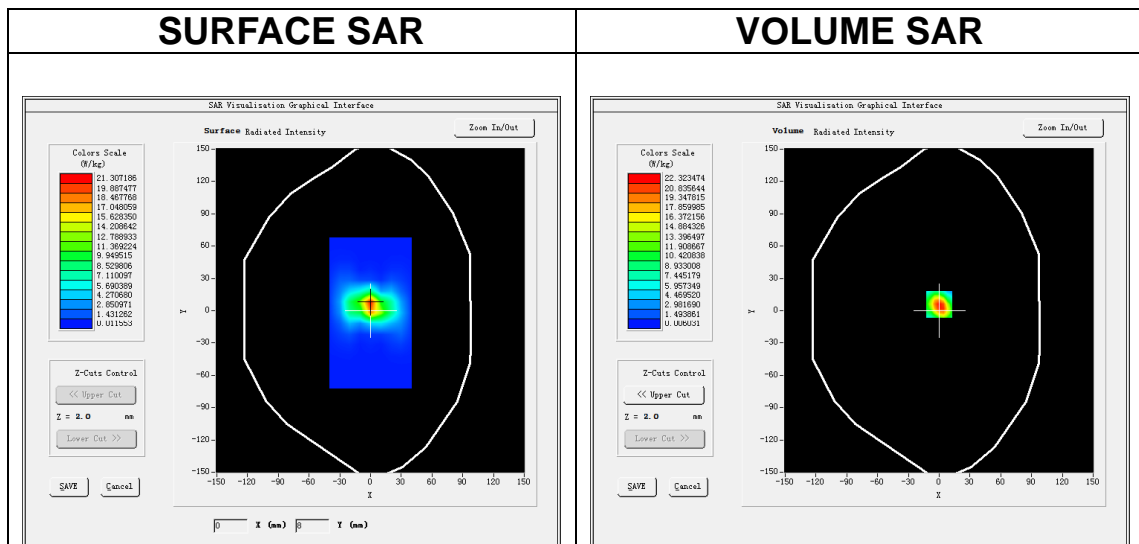 SURFACE SAR
VOLUME SAR
SAR Visualisation Graphical Interface
Surface Radiated Intensity
Zoom In/Out
Colors Scale
(W/kg)
21.307186
19.887477
18.467768
17.048059
15.628350
14.208642
12.788933
11.369224
9.949515
8.529806
7.110097
5.690389
4.270680
2.850971
1.431262
0.011553
150
120
90
60
30
0
-30
-60
-90
-120
-150
Y
-150 -120 -90 -60 -30 0 30 60 90 120 150
X
Z-Cuts Control
<< Upper Cut
Z = 2.0 mm
Lower Cut >>
SAVE Cancel
0 X (mm) 8 Y (mm)
SAR Visualisation Graphical Interface
Volume Radiated Intensity
Zoom In/Out
Colors Scale
(W/kg)
22.323474
20.835644
19.347815
17.859985
16.372156
14.884326
13.396497
11.908667
10.420838
8.933008
7.445179
5.957349
4.469520
2.981690
1.493861
0.006031
150
120
90
60
30
0
-30
-60
-90
-120
-150
Y
-150 -120 -90 -60 -30 0 30 60 90 120 150
X
Z-Cuts Control
<< Upper Cut
Z = 2.0 mm
Lower Cut >>
SAVE Cancel